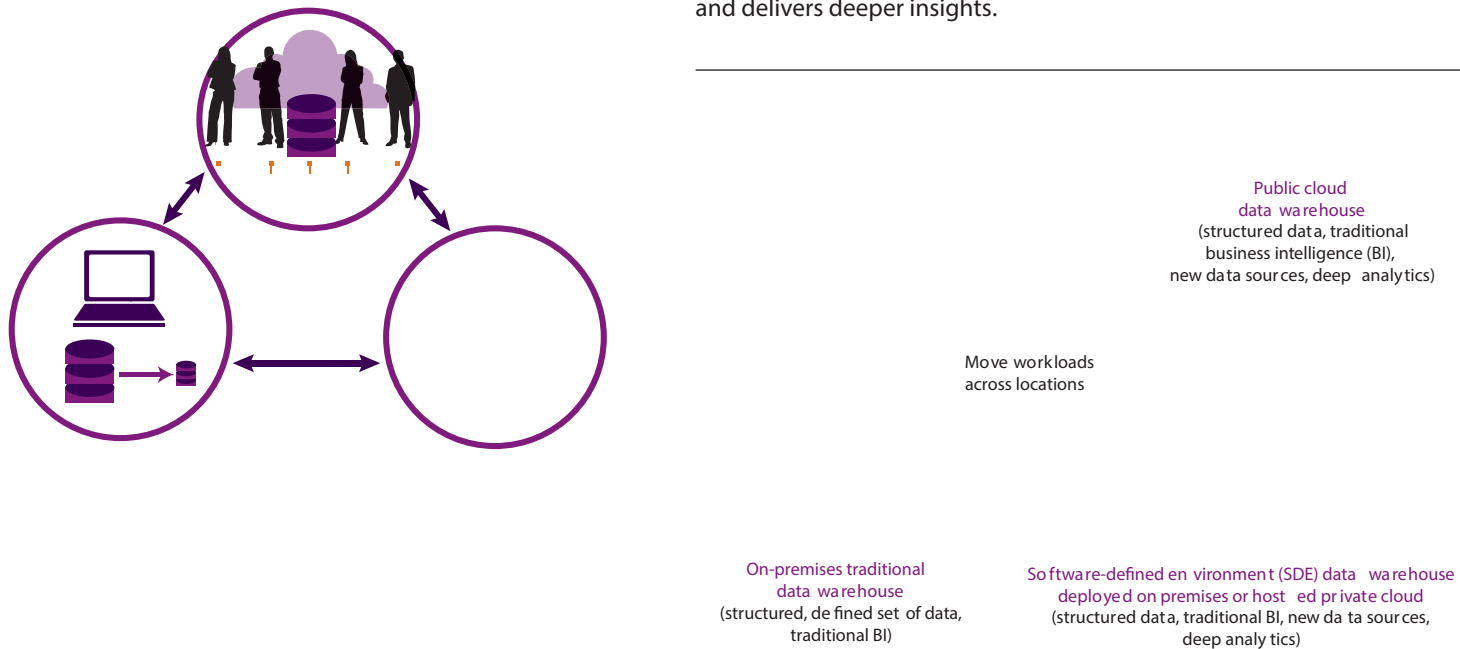 and delivers deeper insights.
Public cloud
data warehouse
(structured data, traditional
business intelligence (BI),
new data sources, deep analytics)
Move workloads
across locations
On-premises traditional
data warehouse
(structured, defined set of data,
traditional BI)
Software-defined environment (SDE) data warehouse
deployed on premises or hosted private cloud
(structured data, traditional BI, new data sources,
deep analytics)